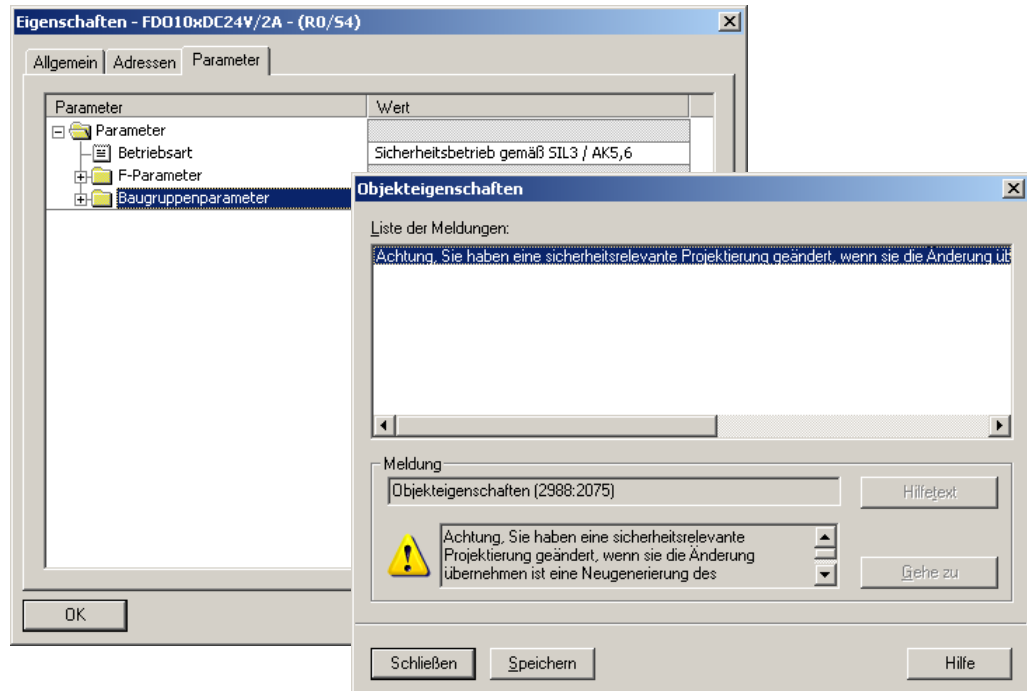 Eigenschaften - FDO10xDC24V/2A - (R0/S4)
Allgemein Adressen Parameter
Parameter Wert
Parameter
Betriebsart Sicherheitsbetrieb gemäß SIL3 / AK5,6
F-Parameter
Baugruppenparameter
OK
Objekteigenschaften
Liste der Meldungen:
Achtung, Sie haben eine sicherheitsrelevante Projektierung geändert, wenn sie die Änderung üb
Meldung
Objekteigenschaften (2988:2075)
Hilfetext
Achtung, Sie haben eine sicherheitsrelevante
Projektierung geändert, wenn sie die Änderung
übernehmen ist eine Neugenerierung des
Gehe zu
Schließen Speichern Hilfe